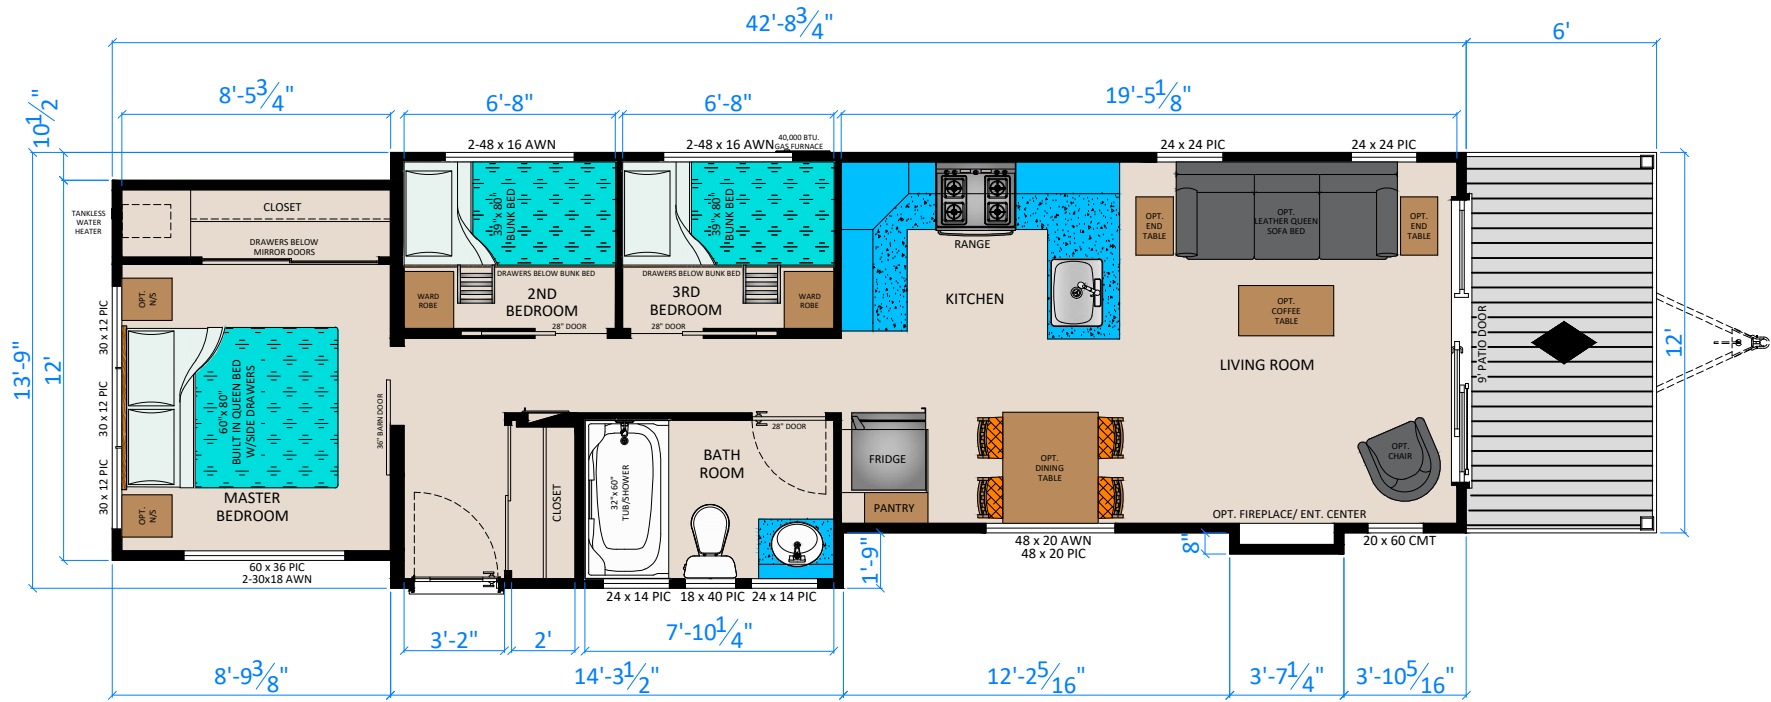 42'-8 3/4"
6'
10 1/2"
8'-5 3/4"
6'-8"
6'-8"
19'-5 1/8"
2-48 x 16 AWN
2-48 x 16 AWN
40,000 BTU.
GAS FURNACE
24 x 24 PIC
24 x 24 PIC
TANKLESS
WATER
HEATER
CLOSET
DRAWERS BELOW
MIRROR DOORS
39"x 80"
BUNK BED
39"x 80"
BUNK BED
DRAWERS BELOW BUNK BED
DRAWERS BELOW BUNK BED
WARD
ROBE
2ND
BEDROOM
3RD
BEDROOM
WARD
ROBE
28" DOOR
28" DOOR
RANGE
KITCHEN
OPT.
END
TABLE
OPT.
LEATHER QUEEN
SOFA BED
OPT.
END
TABLE
OPT.
COFFEE
TABLE
LIVING ROOM
9' PATIO DOOR
12'
13'-9"
12'
30 x 12 PIC
30 x 12 PIC
30 x 12 PIC
OPT.
N/S
60"x 80"
BUILT IN QUEEN BED
W/SIDE DRAWERS
MASTER
BEDROOM
OPT.
N/S
36" BARN DOOR
CLOSET
32"x 60"
TUB/SHOWER
BATH
ROOM
28" DOOR
FRIDGE
PANTRY
OPT.
DINING
TABLE
OPT.
CHAIR
OPT. FIREPLACE/ ENT. CENTER
48 x 20 AWN
48 x 20 PIC
20 x 60 CMT
8"
1'-9"
60 x 36 PIC
2-30x18 AWN
24 x 14 PIC
18 x 40 PIC
24 x 14 PIC
3'-2"
2'
7'-10 1/4"
8'-9 3/8"
14'-3 1/2"
12'-2 5/16"
3'-7 1/4"
3'-10 5/16"